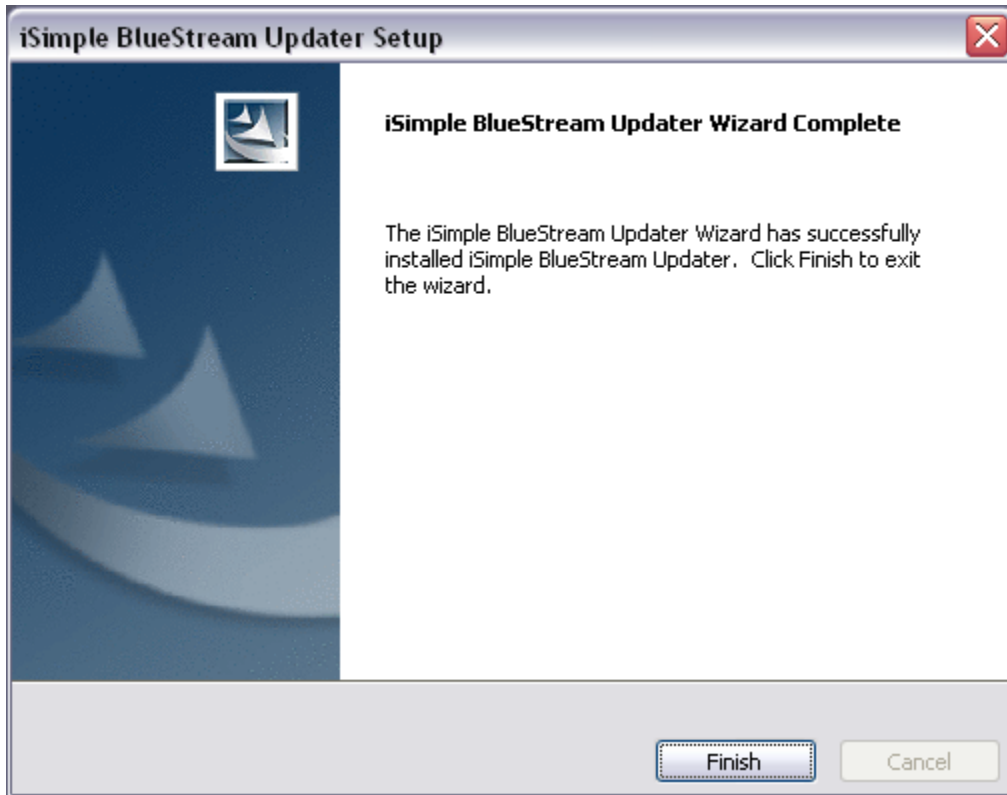 iSimple BlueStream Updater Setup
iSimple BlueStream Updater Wizard Complete
The iSimple BlueStream Updater Wizard has successfully
installed iSimple BlueStream Updater.  Click Finish to exit
the wizard.
Finish Cancel